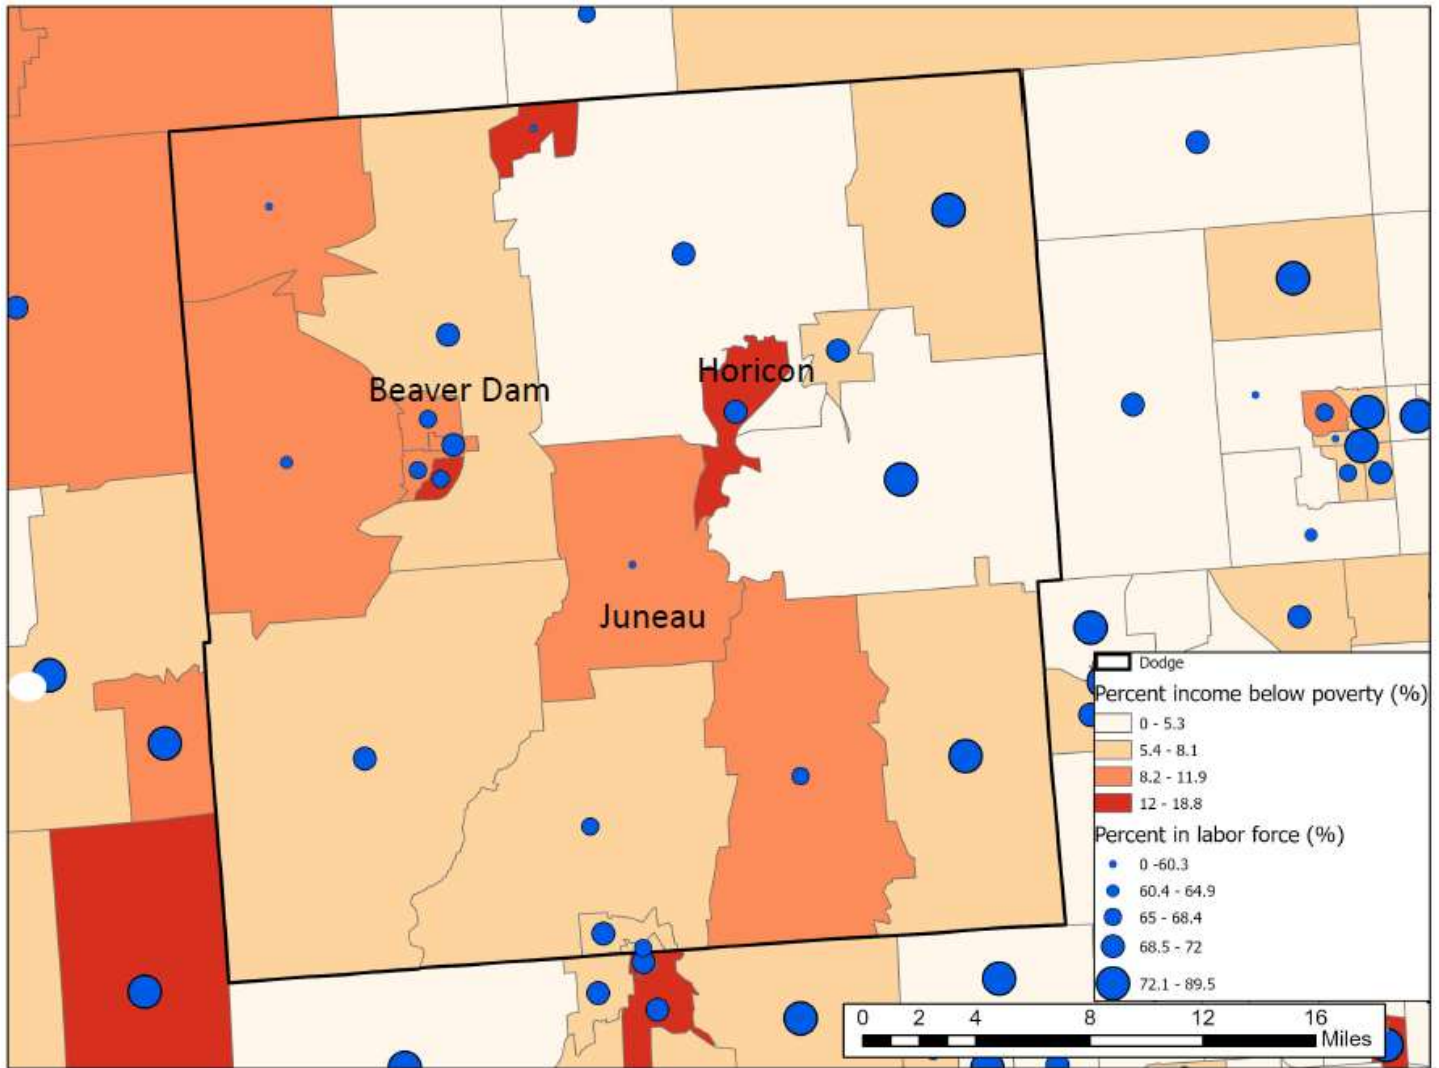 Beaver Dam
Horicon
Juneau
Dodge
Percent income below poverty (%)
0 - 5.3
5.4 - 8.1
8.2 - 11.9
12 - 18.8
Percent in labor force (%)
0 -60.3
60.4 - 64.9
65 - 68.4
68.5 - 72
72.1 - 89.5
0 2 4 8 12 16
Miles